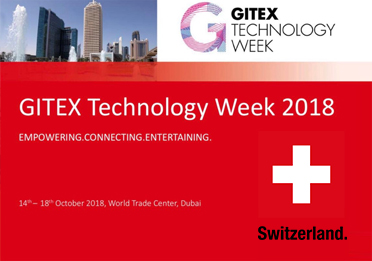 GITEX
TECHNOLOGY
WEEK
GITEX Technology Week 2018
EMPOWERING.CONNECTING.ENTERTAINING.
14th – 18th October 2018, World Trade Center, Dubai
Switzerland.